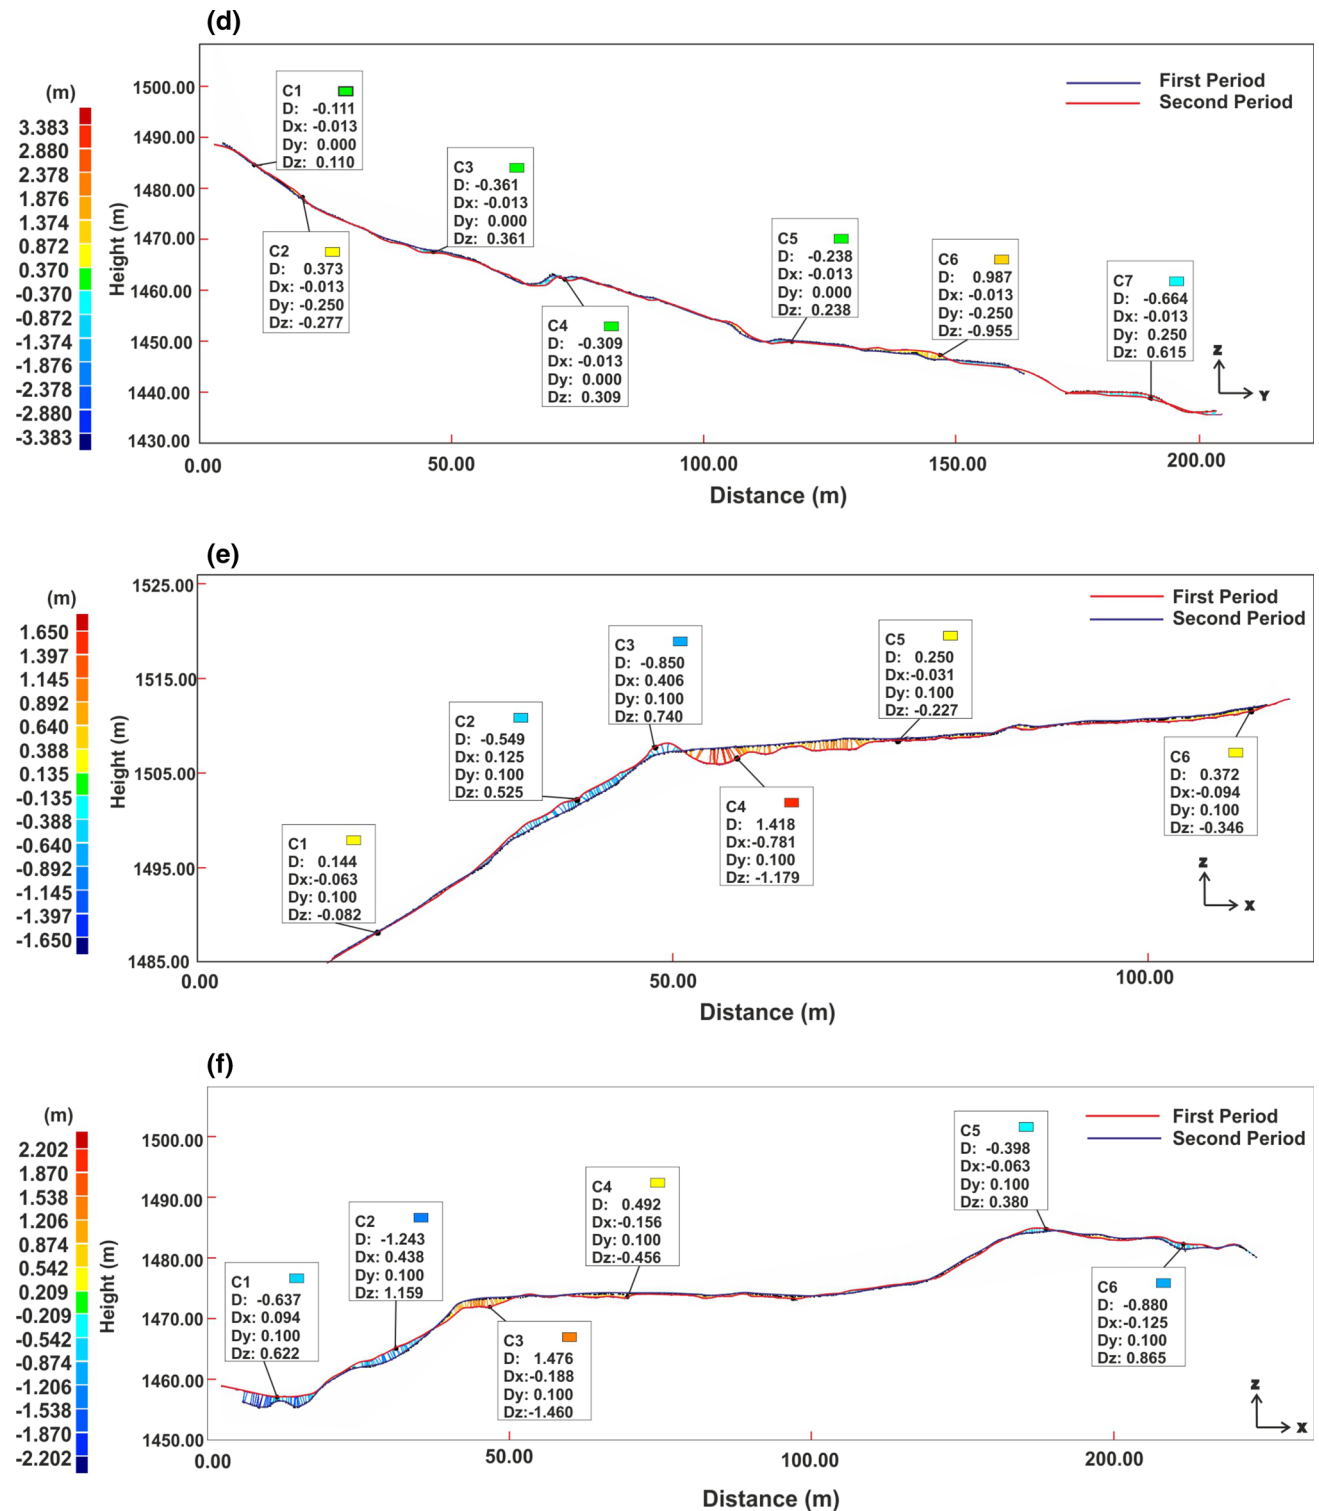 (d)
(m)
3.383
2.880
2.378
1.876
1.374
0.872
0.370
-0.370
-0.872
-1.374
-1.876
-2.378
-2.880
-3.383
Height (m)
1500.00
1490.00
1480.00
1470.00
1460.00
1450.00
1440.00
1430.00
C1
D: -0.111
Dx: -0.013
Dy: 0.000
Dz: 0.110
C2
D: 0.373
Dx: -0.013
Dy: -0.250
Dz: -0.277
C3
D: -0.361
Dx: -0.013
Dy: 0.000
Dz: 0.361
C4
D: -0.309
Dx: -0.013
Dy: 0.000
Dz: 0.309
C5
D: -0.238
Dx: -0.013
Dy: 0.000
Dz: 0.238
C6
D: 0.987
Dx: -0.013
Dy: -0.250
Dz: -0.955
C7
D: -0.664
Dx: -0.013
Dy: 0.250
Dz: 0.615
First Period
Second Period
Z
Y
0.00
50.00
100.00
150.00
200.00
Distance (m)
(e)
(m)
1.650
1.397
1.145
0.892
0.640
0.388
0.135
-0.135
-0.388
-0.640
-0.892
-1.145
-1.397
-1.650
Height (m)
1525.00
1515.00
1505.00
1495.00
1485.00
C1
D: 0.144
Dx:-0.063
Dy: 0.100
Dz: -0.082
C2
D: -0.549
Dx: 0.125
Dy: 0.100
Dz: 0.525
C3
D: -0.850
Dx: 0.406
Dy: 0.100
Dz: 0.740
C4
D: 1.418
Dx:-0.781
Dy: 0.100
Dz: -1.179
C5
D: 0.250
Dx:-0.031
Dy: 0.100
Dz: -0.227
C6
D: 0.372
Dx:-0.094
Dy: 0.100
Dz: -0.346
First Period
Second Period
Z
X
0.00
50.00
100.00
Distance (m)
(f)
(m)
2.202
1.870
1.538
1.206
0.874
0.542
0.209
-0.209
-0.542
-0.874
-1.206
-1.538
-1.870
-2.202
Height (m)
1500.00
1490.00
1480.00
1470.00
1460.00
1450.00
C1
D: -0.637
Dx: 0.094
Dy: 0.100
Dz: 0.622
C2
D: -1.243
Dx: 0.438
Dy: 0.100
Dz: 1.159
C3
D: 1.476
Dx:-0.188
Dy: 0.100
Dz:-1.460
C4
D: 0.492
Dx:-0.156
Dy: 0.100
Dz:-0.456
C5
D: -0.398
Dx:-0.063
Dy: 0.100
Dz: 0.380
C6
D: -0.880
Dx:-0.125
Dy: 0.100
Dz: 0.865
First Period
Second Period
Z
X
0.00
50.00
100.00
200.00
Distance (m)